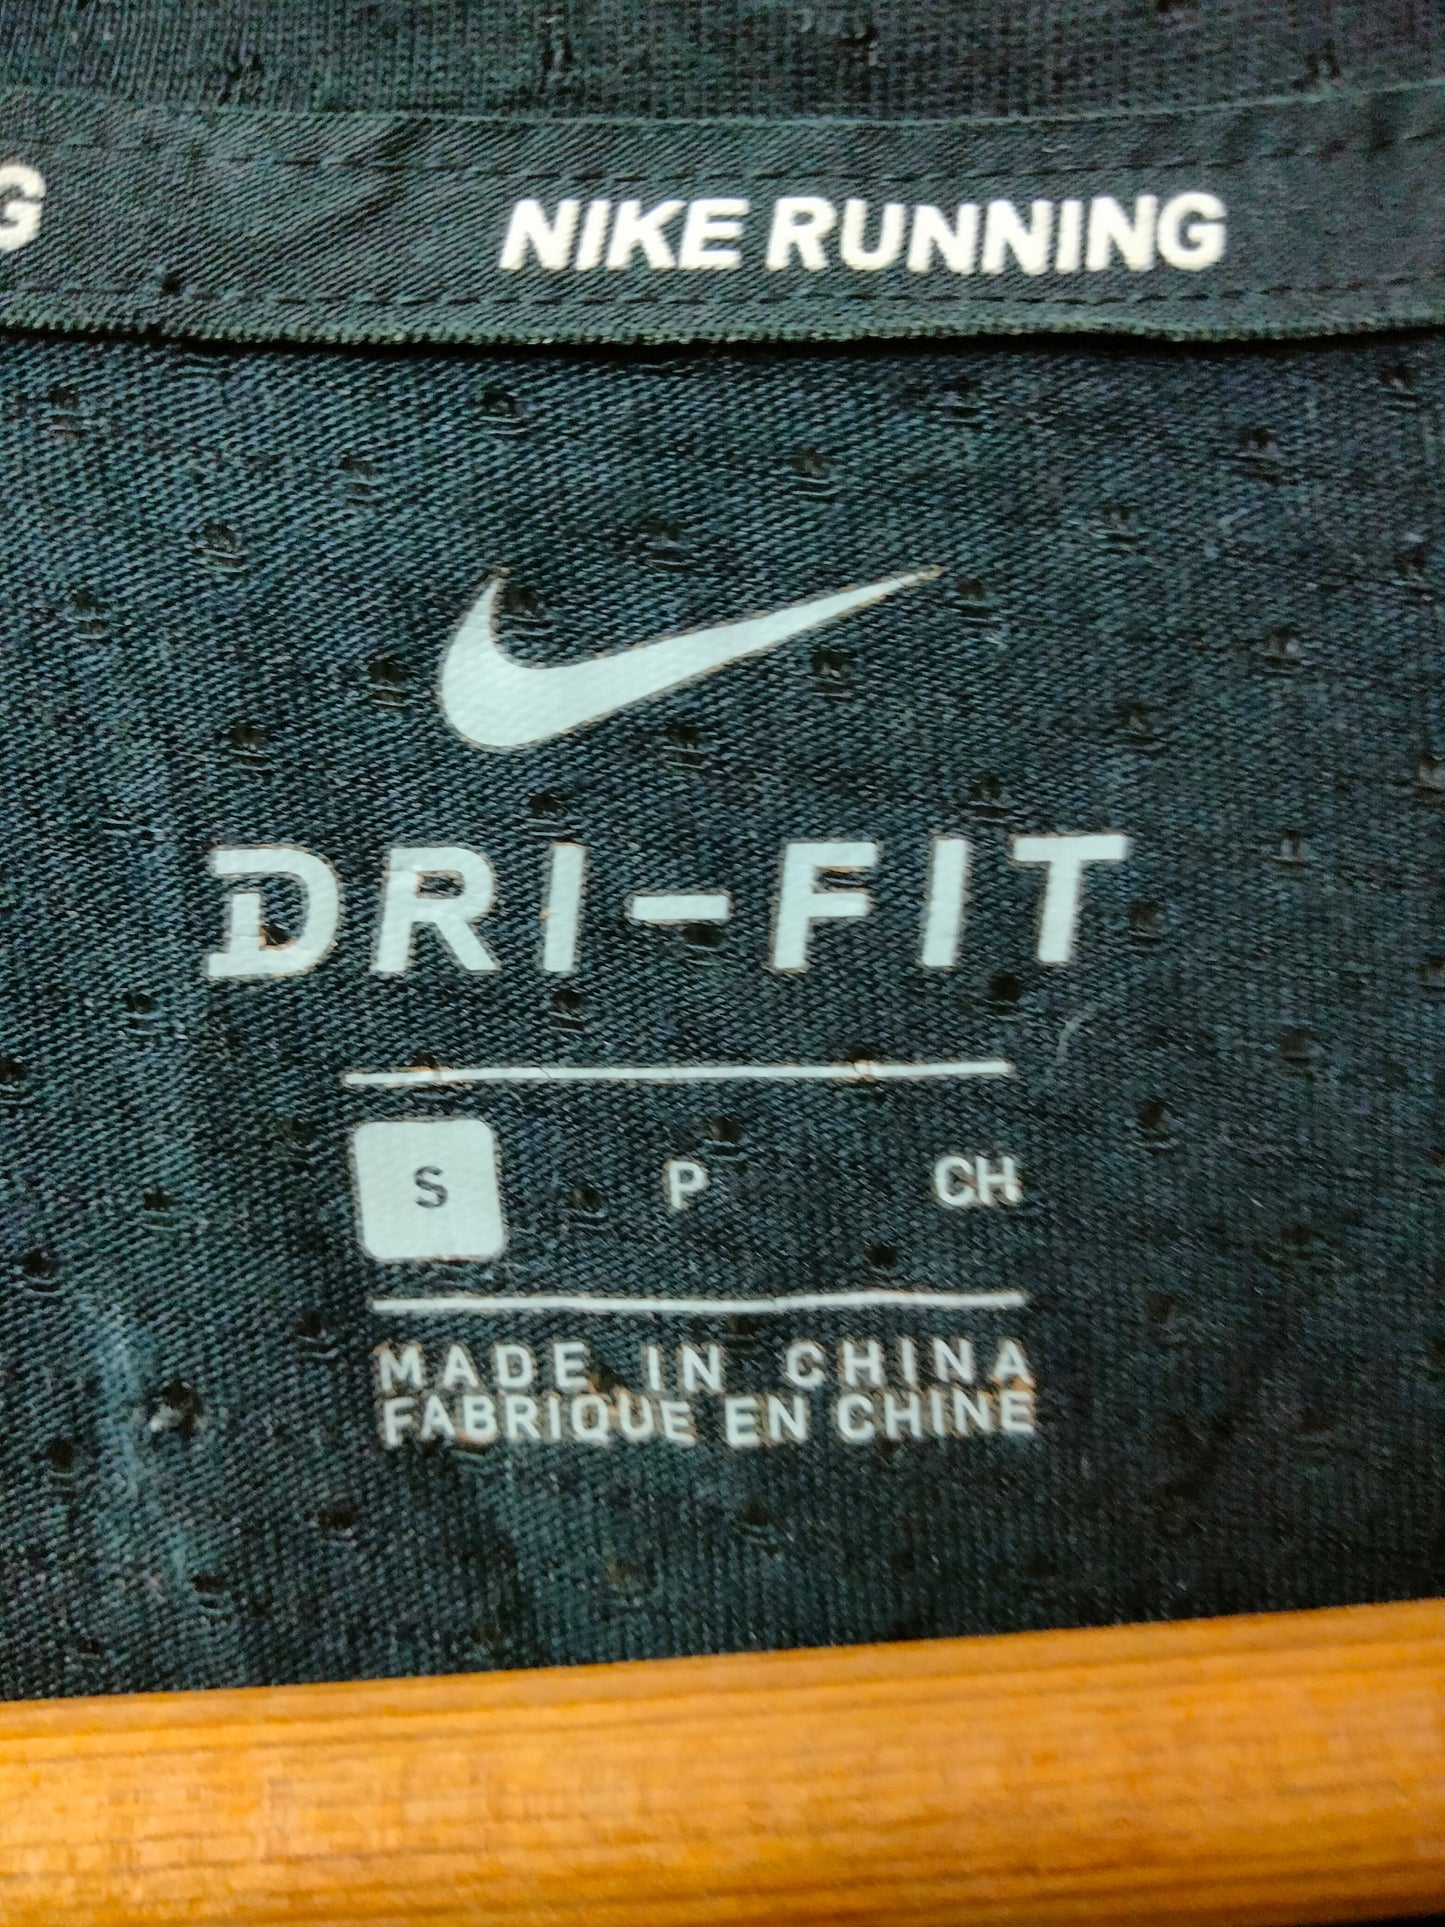 G NIKE RUNNING
DRI-FIT
S P CH
MADE IN CHINA
FABRIQUE EN CHINE